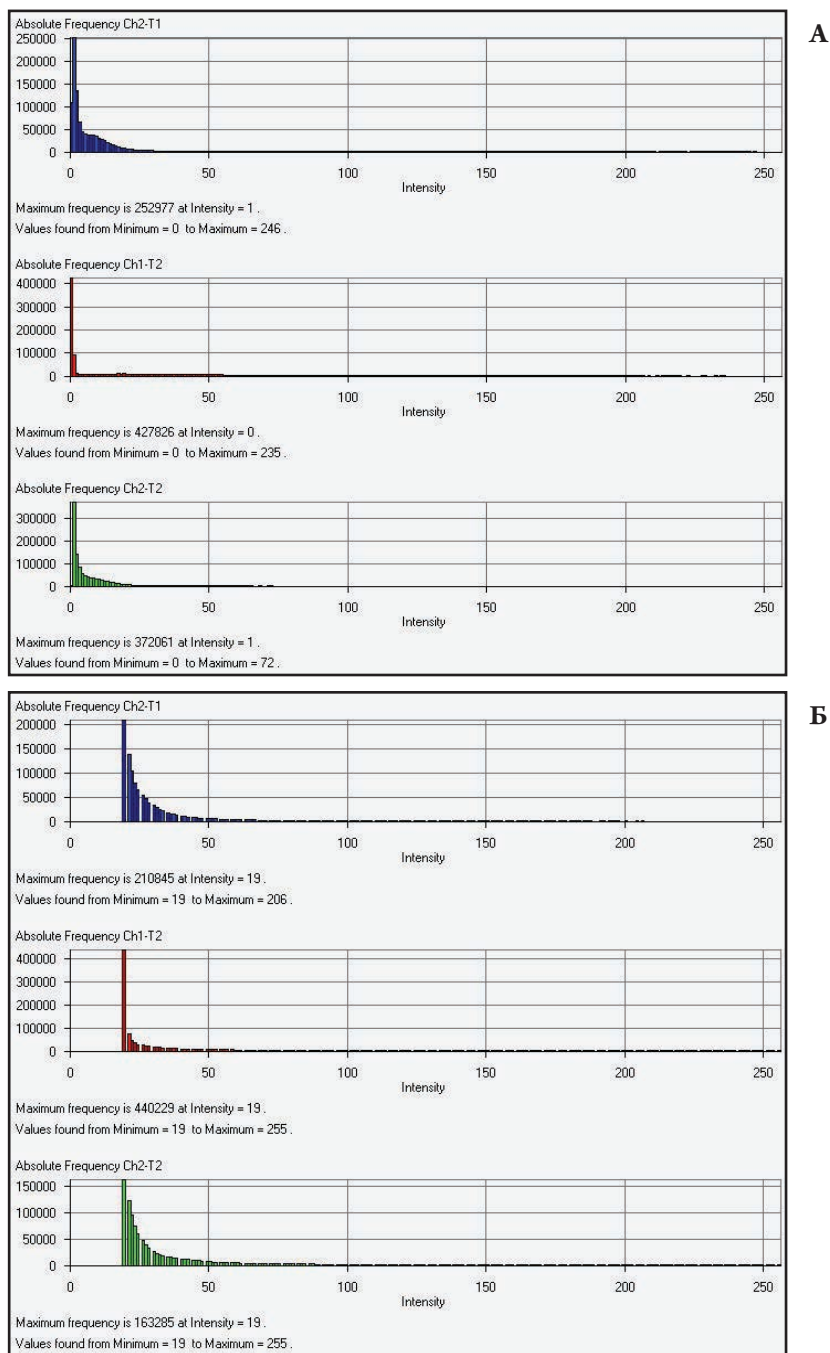 Absolute Frequency Ch2-T1
А
250000
200000
150000
100000
50000
0
0 50 100 150 200 250
Intensity
Maximum frequency is 252977 at Intensity = 1 .
Values found from Minimum = 0 to Maximum = 246 .
Absolute Frequency Ch1-T2
400000
300000
200000
100000
0
0 50 100 150 200 250
Intensity
Maximum frequency is 427826 at Intensity = 0 .
Values found from Minimum = 0 to Maximum = 235 .
Absolute Frequency Ch2-T2
300000
200000
100000
0
0 50 100 150 200 250
Intensity
Maximum frequency is 372061 at Intensity = 1 .
Values found from Minimum = 0 to Maximum = 72 .
Absolute Frequency Ch2-T1
Б
200000
150000
100000
50000
0
0 50 100 150 200 250
Intensity
Maximum frequency is 210845 at Intensity = 19 .
Values found from Minimum = 19 to Maximum = 206 .
Absolute Frequency Ch1-T2
400000
300000
200000
100000
0
0 50 100 150 200 250
Intensity
Maximum frequency is 440229 at Intensity = 19 .
Values found from Minimum = 19 to Maximum = 255 .
Absolute Frequency Ch2-T2
150000
100000
50000
0
0 50 100 150 200 250
Intensity
Maximum frequency is 163285 at Intensity = 19 .
Values found from Minimum = 19 to Maximum = 255 .